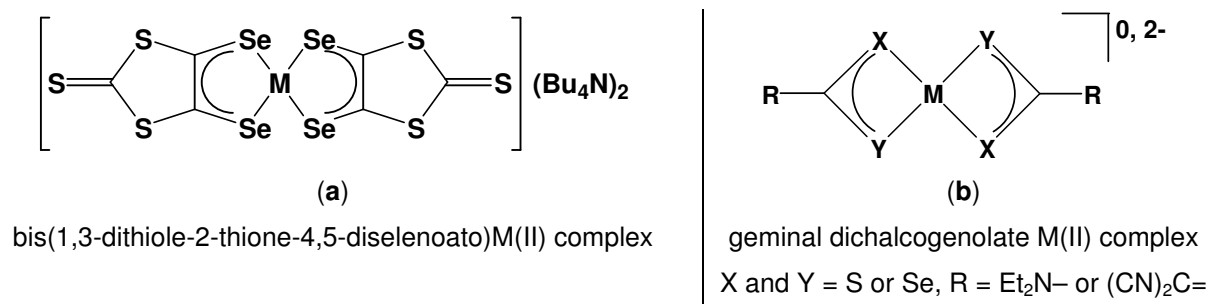 S Se Se S
S M S (Bu₄N)₂
S Se Se S
(a)
bis(1,3-dithiole-2-thione-4,5-diselenoato)M(II) complex
0, 2-
X Y
R M R
Y X
(b)
geminal dichalcogenolate M(II) complex
X and Y = S or Se, R = Et₂N– or (CN)₂C=